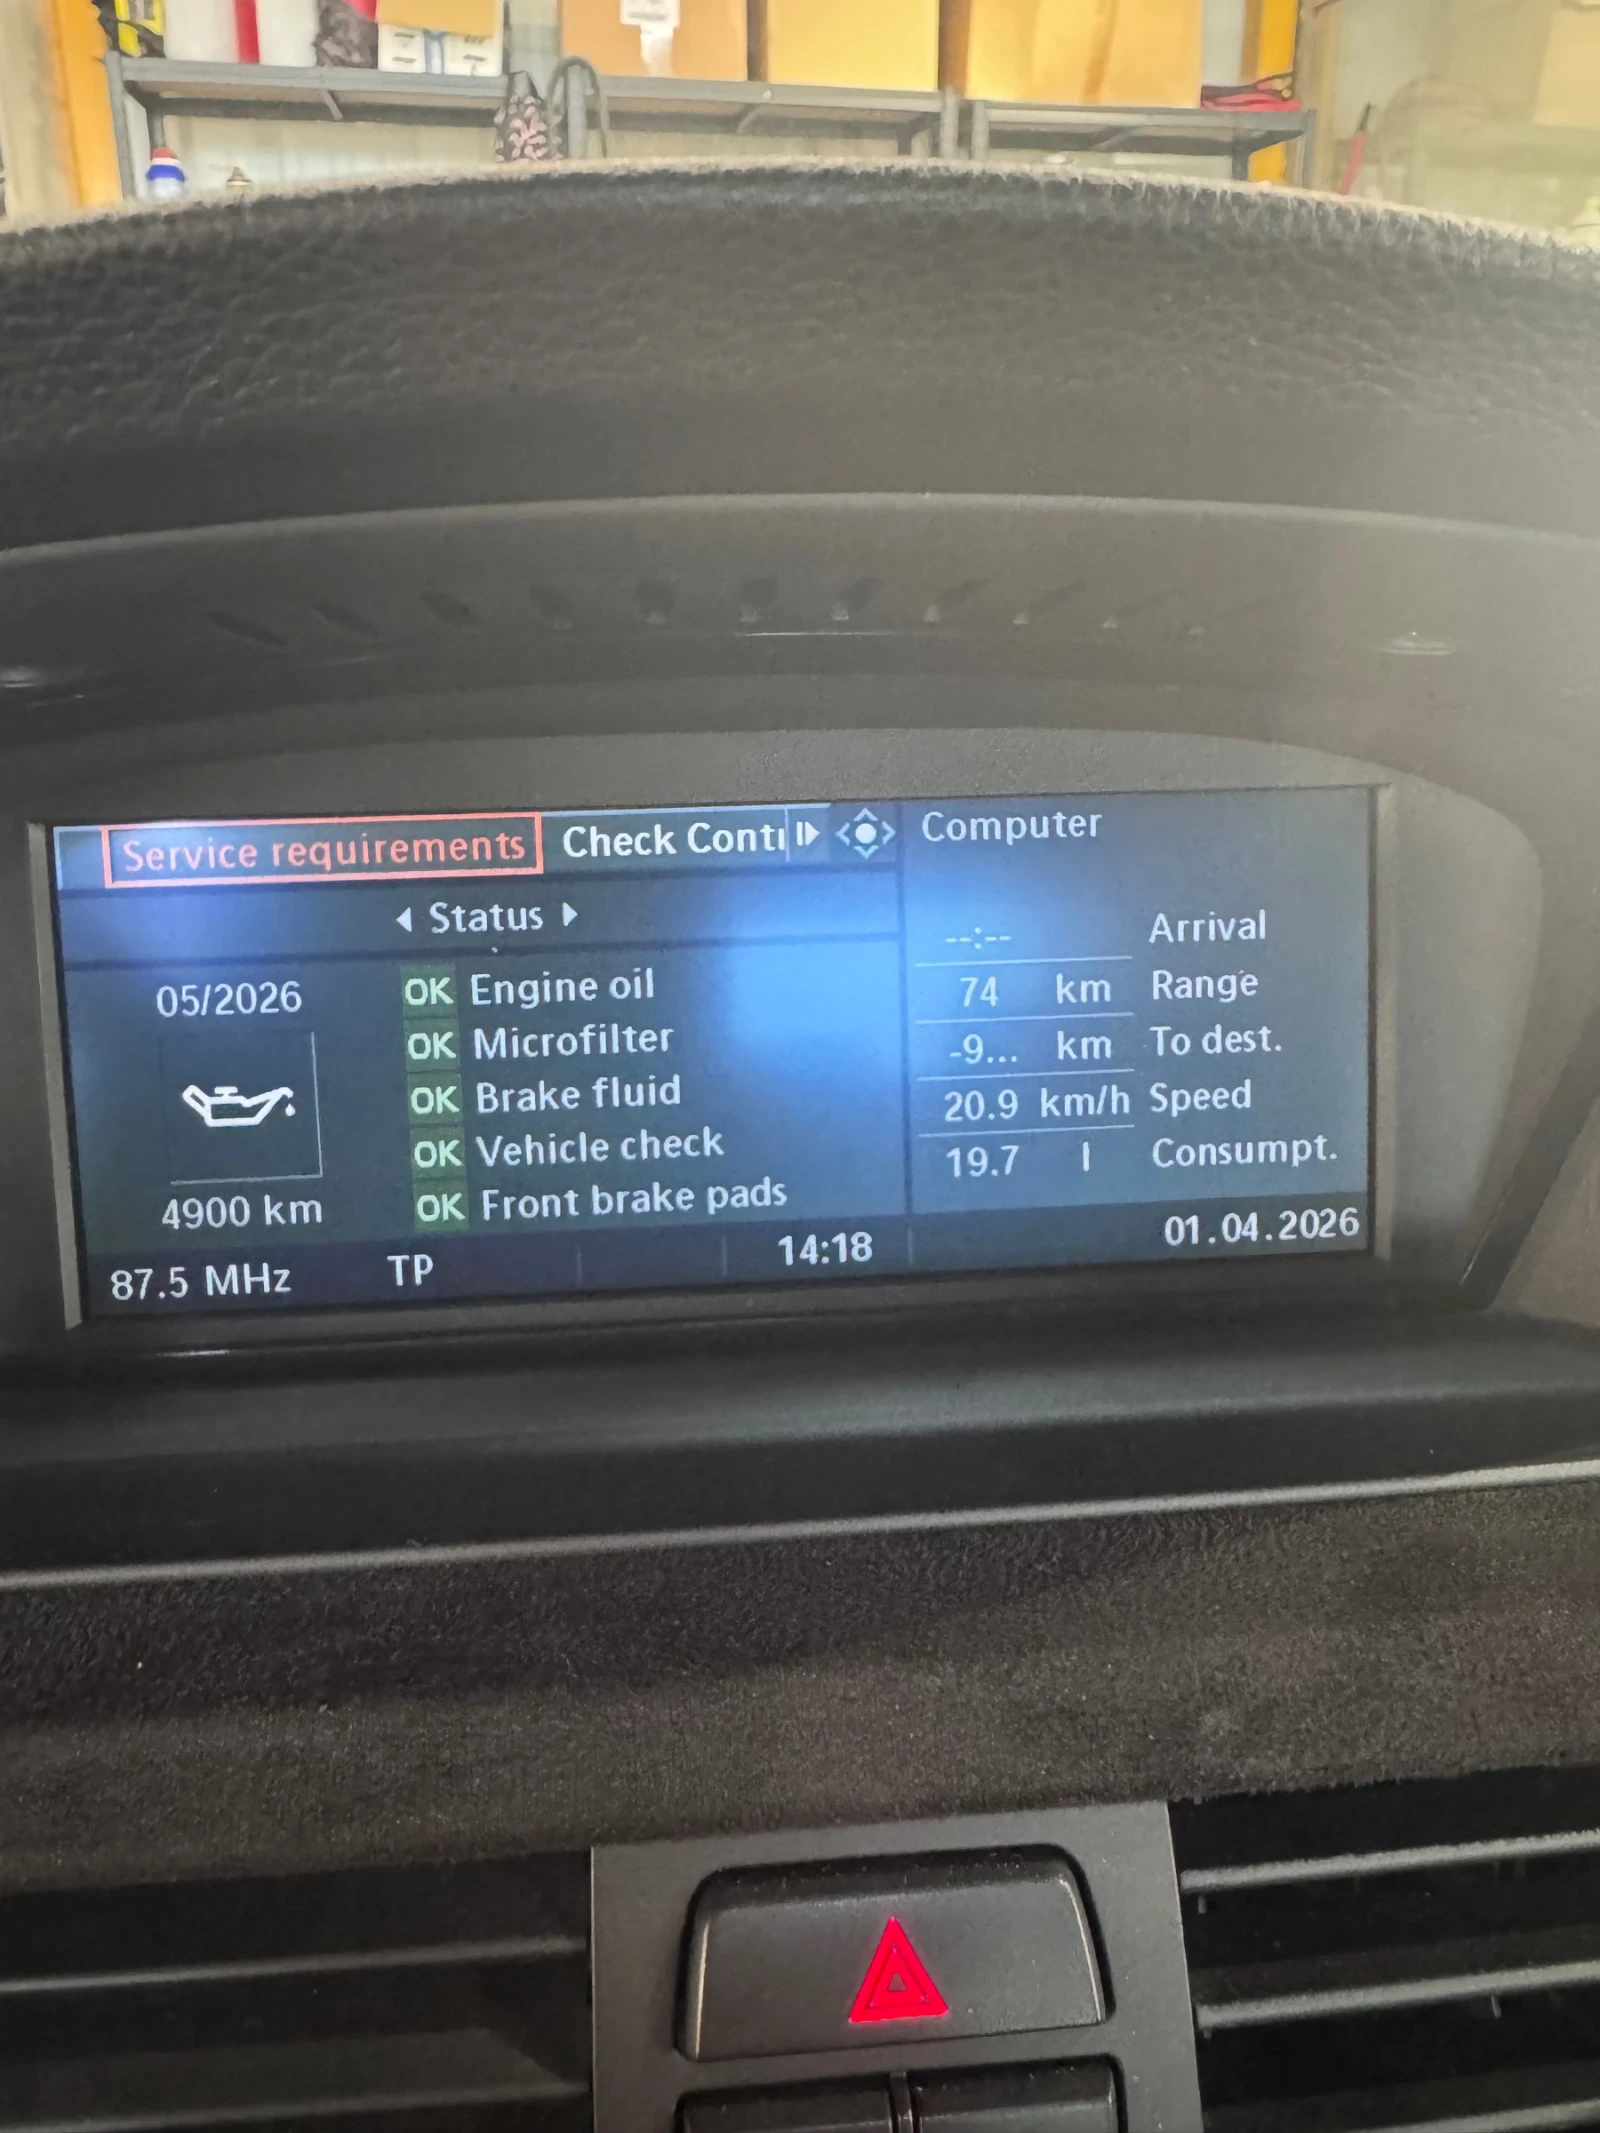 Service requirements Check Conti
Status
05/2026
4900 km
OK Engine oil
OK Microfilter
OK Brake fluid
OK Vehicle check
OK Front brake pads
Computer
--:-- Arrival
74 km Range
-9... km To dest.
20.9 km/h Speed
19.7 l Consumpt.
87.5 MHz TP 14:18 01.04.2026